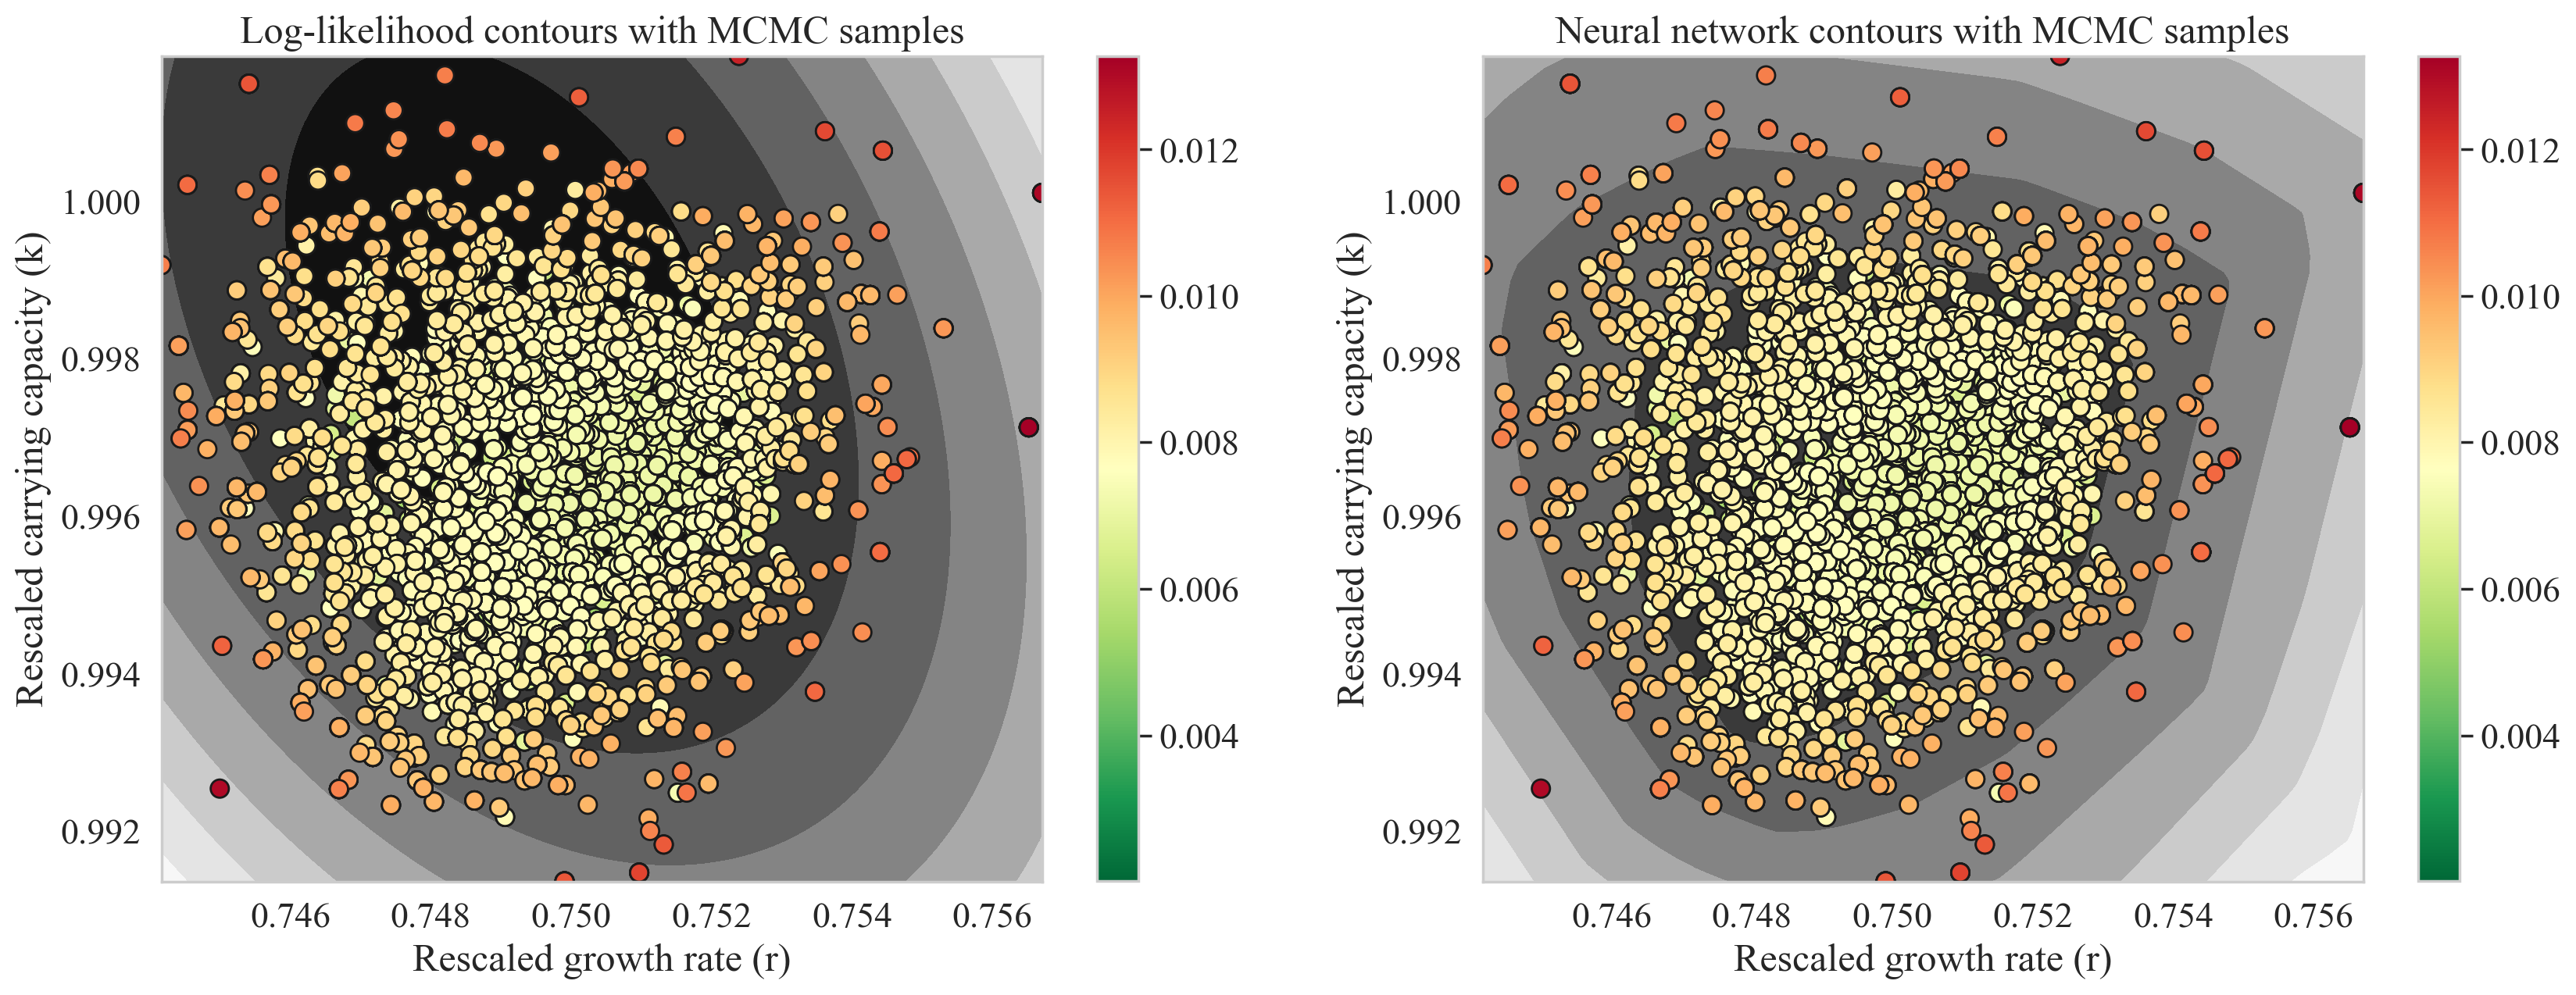 Log-likelihood contours with MCMC samples
Rescaled carrying capacity (k)
1.000
0.998
0.996
0.994
0.992
0.746 0.748 0.750 0.752 0.754 0.756
Rescaled growth rate (r)
0.012
0.010
0.008
0.006
0.004
Neural network contours with MCMC samples
Rescaled carrying capacity (k)
1.000
0.998
0.996
0.994
0.992
0.746 0.748 0.750 0.752 0.754 0.756
Rescaled growth rate (r)
0.012
0.010
0.008
0.006
0.004